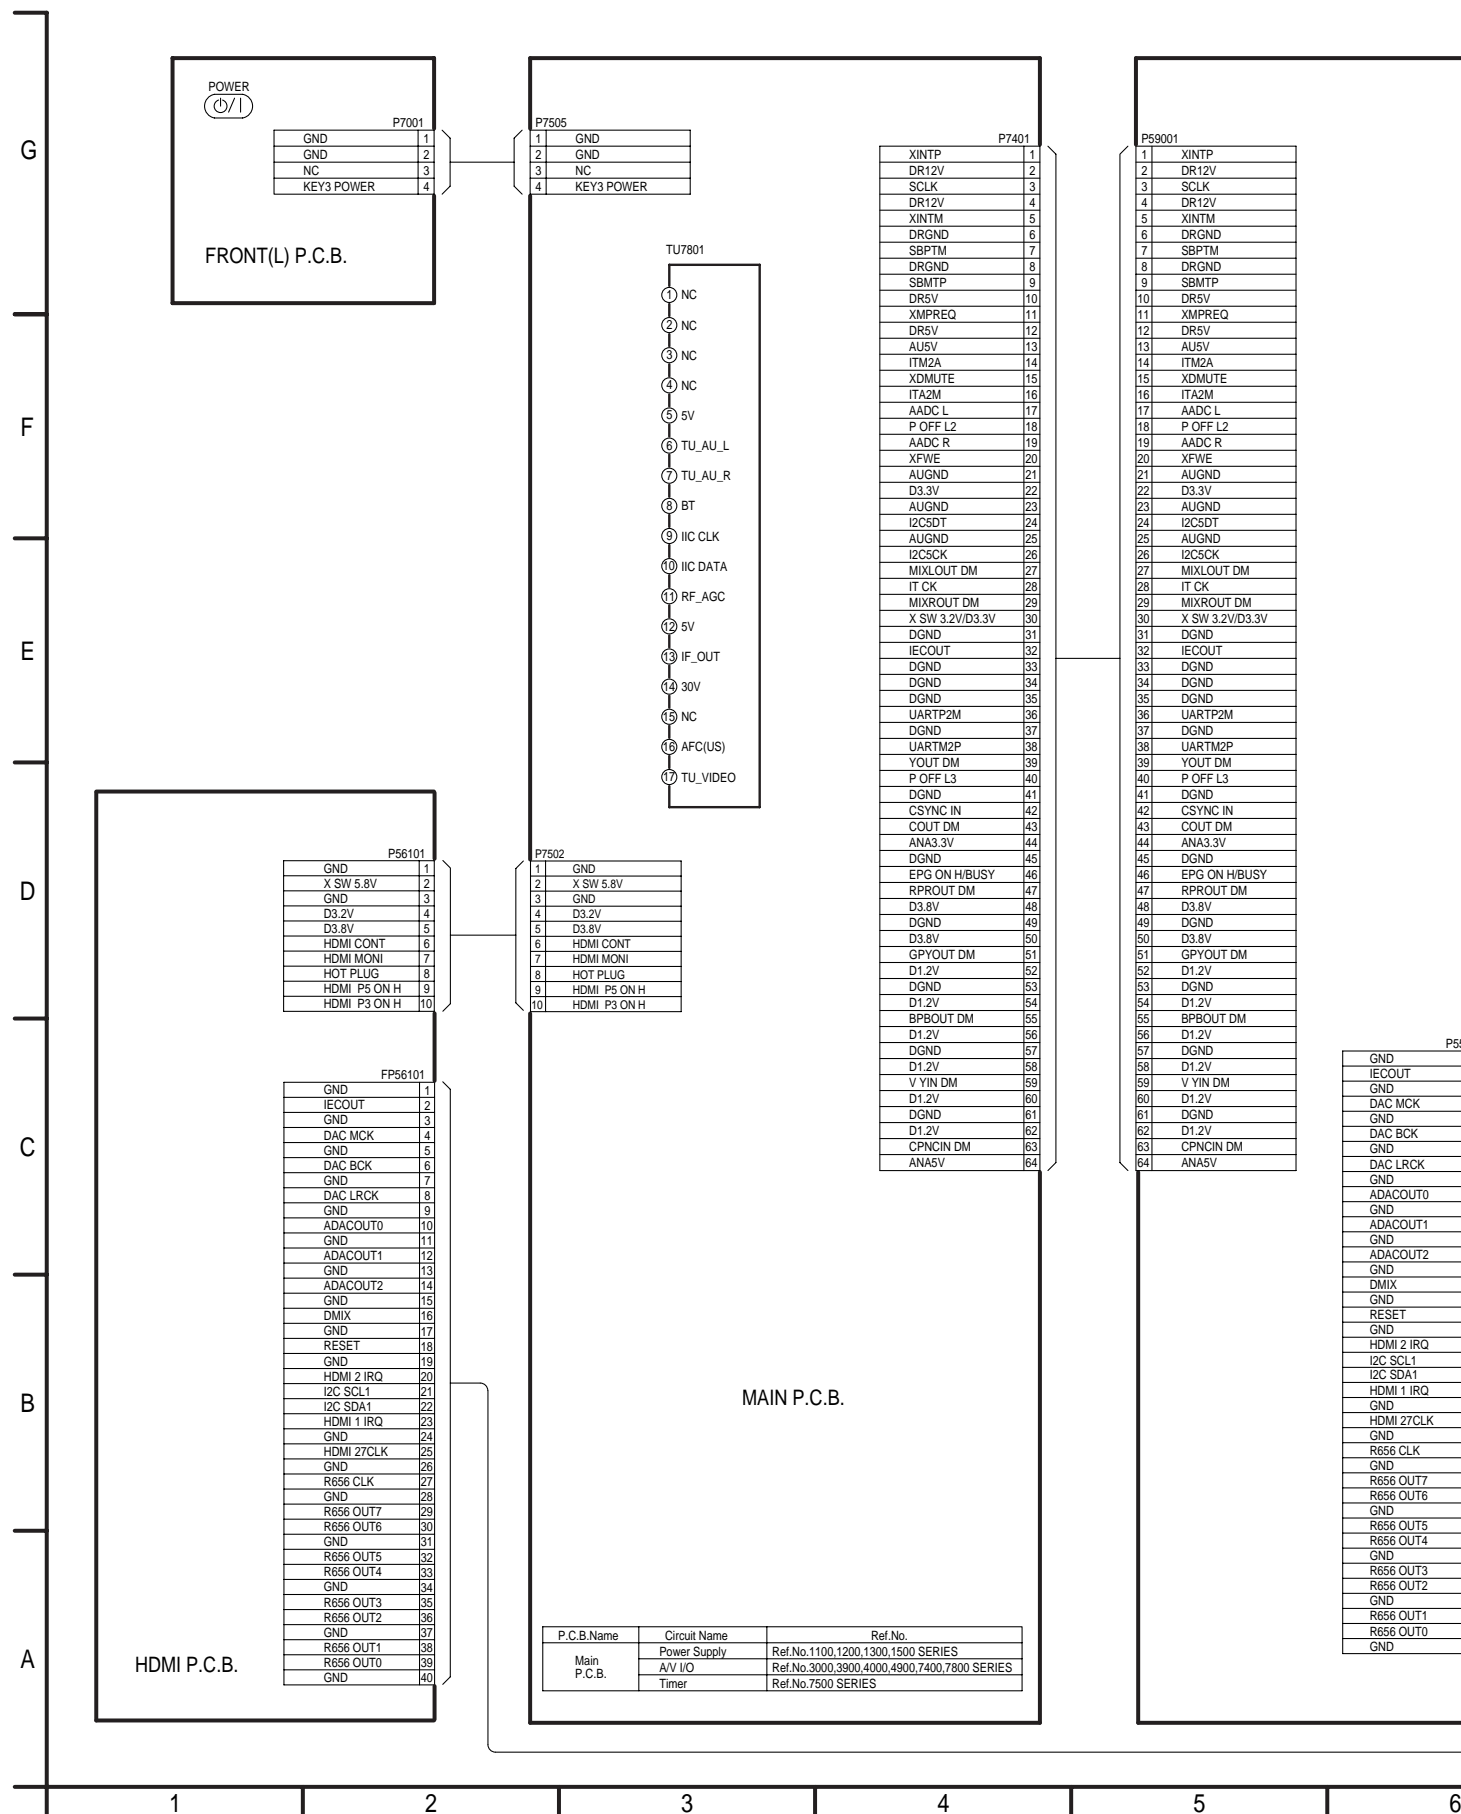 G
F
E
D
C
B
A
1
2
3
4
5
6
POWER
/I
P7001
GND 1
GND 2
NC 3
KEY3 POWER 4
FRONT(L) P.C.B.
P7505
1 GND
2 GND
3 NC
4 KEY3 POWER
TU7801
1 NC
2 NC
3 NC
4 NC
5 5V
6 TU_AU_L
7 TU_AU_R
8 BT
9 IIC CLK
10 IIC DATA
11 RF_AGC
12 5V
13 IF_OUT
14 30V
15 NC
16 AFC(US)
17 TU_VIDEO
P7401
XINTP 1
DR12V 2
SCLK 3
DR12V 4
XINTM 5
DRGND 6
SBPTM 7
DRGND 8
SBMTP 9
DR5V 10
XMPREQ 11
DR5V 12
AU5V 13
ITM2A 14
XDMUTE 15
ITA2M 16
AADC L 17
P OFF L2 18
AADC R 19
XFWE 20
AUGND 21
D3.3V 22
AUGND 23
I2C5DT 24
AUGND 25
I2C5CK 26
MIXLOUT DM 27
IT CK 28
MIXROUT DM 29
X SW 3.2V/D3.3V 30
DGND 31
IECOUT 32
DGND 33
DGND 34
DGND 35
UARTP2M 36
DGND 37
UARTM2P 38
YOUT DM 39
P OFF L3 40
DGND 41
CSYNC IN 42
COUT DM 43
ANA3.3V 44
DGND 45
EPG ON H/BUSY 46
RPROUT DM 47
D3.8V 48
DGND 49
D3.8V 50
GPYOUT DM 51
D1.2V 52
DGND 53
D1.2V 54
BPBOUT DM 55
D1.2V 56
DGND 57
D1.2V 58
V YIN DM 59
D1.2V 60
DGND 61
D1.2V 62
CPNCIN DM 63
ANA5V 64
P59001
1 XINTP
2 DR12V
3 SCLK
4 DR12V
5 XINTM
6 DRGND
7 SBPTM
8 DRGND
9 SBMTP
10 DR5V
11 XMPREQ
12 DR5V
13 AU5V
14 ITM2A
15 XDMUTE
16 ITA2M
17 AADC L
18 P OFF L2
19 AADC R
20 XFWE
21 AUGND
22 D3.3V
23 AUGND
24 I2C5DT
25 AUGND
26 I2C5CK
27 MIXLOUT DM
28 IT CK
29 MIXROUT DM
30 X SW 3.2V/D3.3V
31 DGND
32 IECOUT
33 DGND
34 DGND
35 DGND
36 UARTP2M
37 DGND
38 UARTM2P
39 YOUT DM
40 P OFF L3
41 DGND
42 CSYNC IN
43 COUT DM
44 ANA3.3V
45 DGND
46 EPG ON H/BUSY
47 RPROUT DM
48 D3.8V
49 DGND
50 D3.8V
51 GPYOUT DM
52 D1.2V
53 DGND
54 D1.2V
55 BPBOUT DM
56 D1.2V
57 DGND
58 D1.2V
59 V YIN DM
60 D1.2V
61 DGND
62 D1.2V
63 CPNCIN DM
64 ANA5V
P56101
GND 1
X SW 5.8V 2
GND 3
D3.2V 4
D3.8V 5
HDMI CONT 6
HDMI MONI 7
HOT PLUG 8
HDMI P5 ON H 9
HDMI P3 ON H 10
P7502
1 GND
2 X SW 5.8V
3 GND
4 D3.2V
5 D3.8V
6 HDMI CONT
7 HDMI MONI
8 HOT PLUG
9 HDMI P5 ON H
10 HDMI P3 ON H
FP56101
GND 1
IECOUT 2
GND 3
DAC MCK 4
GND 5
DAC BCK 6
GND 7
DAC LRCK 8
GND 9
ADACOUT0 10
GND 11
ADACOUT1 12
GND 13
ADACOUT2 14
GND 15
DMIX 16
GND 17
RESET 18
GND 19
HDMI 2 IRQ 20
I2C SCL1 21
I2C SDA1 22
HDMI 1 IRQ 23
GND 24
HDMI 27CLK 25
GND 26
R656 CLK 27
GND 28
R656 OUT7 29
R656 OUT6 30
GND 31
R656 OUT5 32
R656 OUT4 33
GND 34
R656 OUT3 35
R656 OUT2 36
GND 37
R656 OUT1 38
R656 OUT0 39
GND 40
HDMI P.C.B.
MAIN P.C.B.
P.C.B.Name Circuit Name Ref.No.
Main P.C.B.
Power Supply Ref.No.1100,1200,1300,1500 SERIES
A/V I/O Ref.No.3000,3900,4000,4900,7400,7800 SERIES
Timer Ref.No.7500 SERIES
GND
IECOUT
GND
DAC MCK
GND
DAC BCK
GND
DAC LRCK
GND
ADACOUT0
GND
ADACOUT1
GND
ADACOUT2
GND
DMIX
GND
RESET
GND
HDMI 2 IRQ
I2C SCL1
I2C SDA1
HDMI 1 IRQ
GND
HDMI 27CLK
GND
R656 CLK
GND
R656 OUT7
R656 OUT6
GND
R656 OUT5
R656 OUT4
GND
R656 OUT3
R656 OUT2
GND
R656 OUT1
R656 OUT0
GND